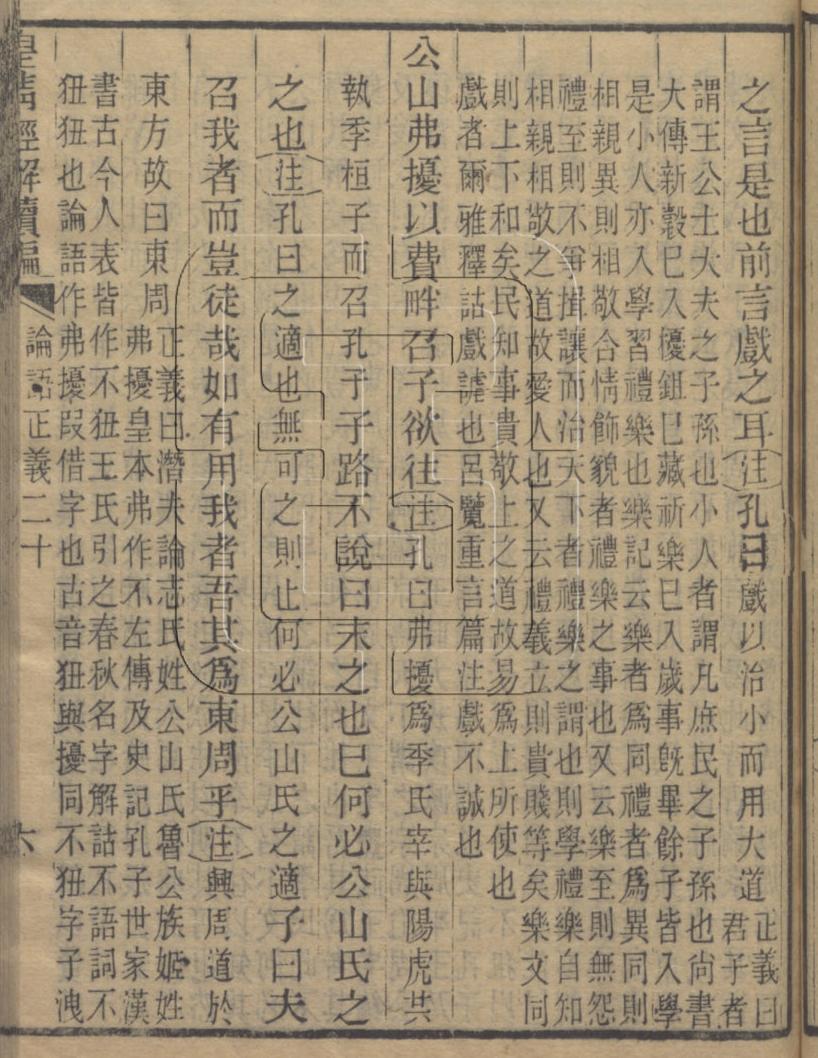 之言是也前言戲之耳注孔曰戲以治小而用大道正義曰君子者
謂王公士大夫之子孫也小人者謂凡庶民之子孫也尚書
大傳新穀已入耰鉏已藏祈樂已入歲事既畢餘子皆入學
是小人亦入學習禮樂也樂記云樂者為同禮者為異同則
相親異則相敬合情飾貌者禮樂之事也又云樂至則無怨
禮至則不爭揖讓而治天下者禮樂之謂也則學禮樂自知
相親相敬之道故愛人也又云禮義立則貴賤等矣樂文同
則上下和矣民知事貴敬上之道故易為上所使也
戲者爾雅釋詁戲謔也呂覽重言篇注戲不誠也
公山弗擾以費畔召子欲往注孔曰弗擾為季氏宰與陽虎共
執季桓子而召孔子子路不說曰末之也已何必公山氏之
之也注孔曰之適也無可之則止何必公山氏之適子曰夫
召我者而豈徒哉如有用我者吾其為東周乎注興周道於
東方故曰東周正義曰潛夫論志氏姓公山氏魯公族姬姓
弗擾皇本弗作不左傳及史記孔子世家漢
書古今人表皆作不狃王氏引之春秋名字解詁不語詞不
狃狃也論語作弗擾叚借字也古音狃與擾同不狃字子洩
皇清經解續編
論語正義二十
六